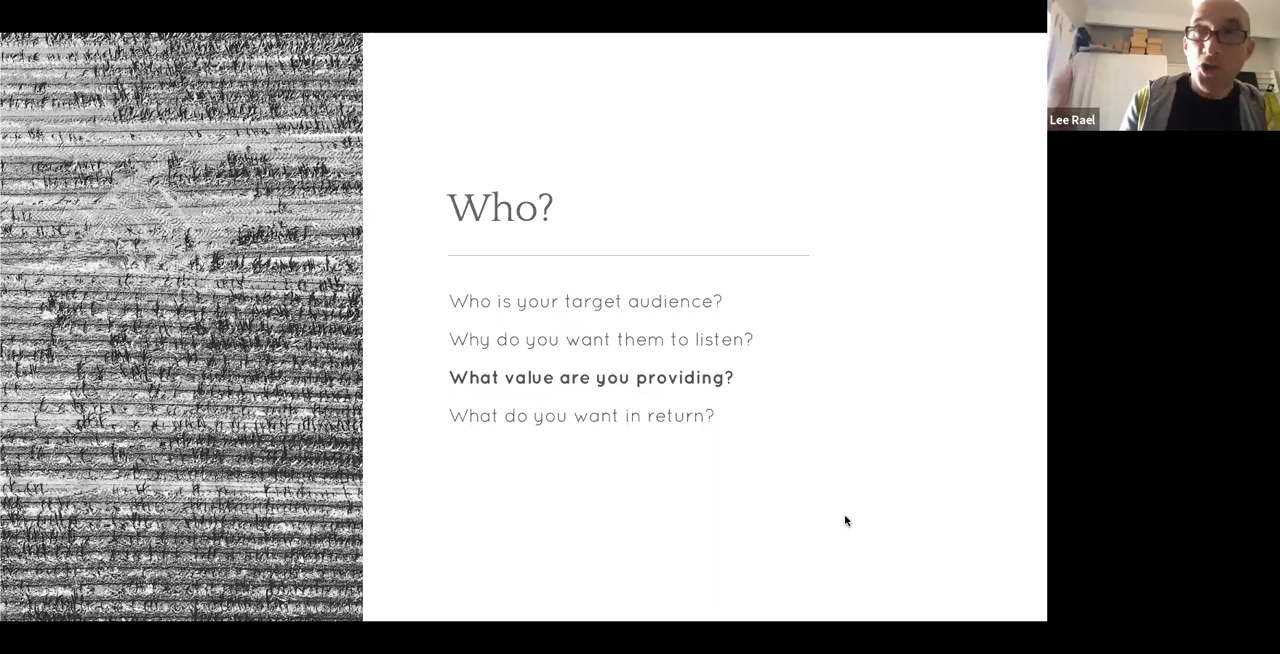 Who?
Who is your target audience?
Why do you want them to listen?
What value are you providing?
What do you want in return?
Lee Rael